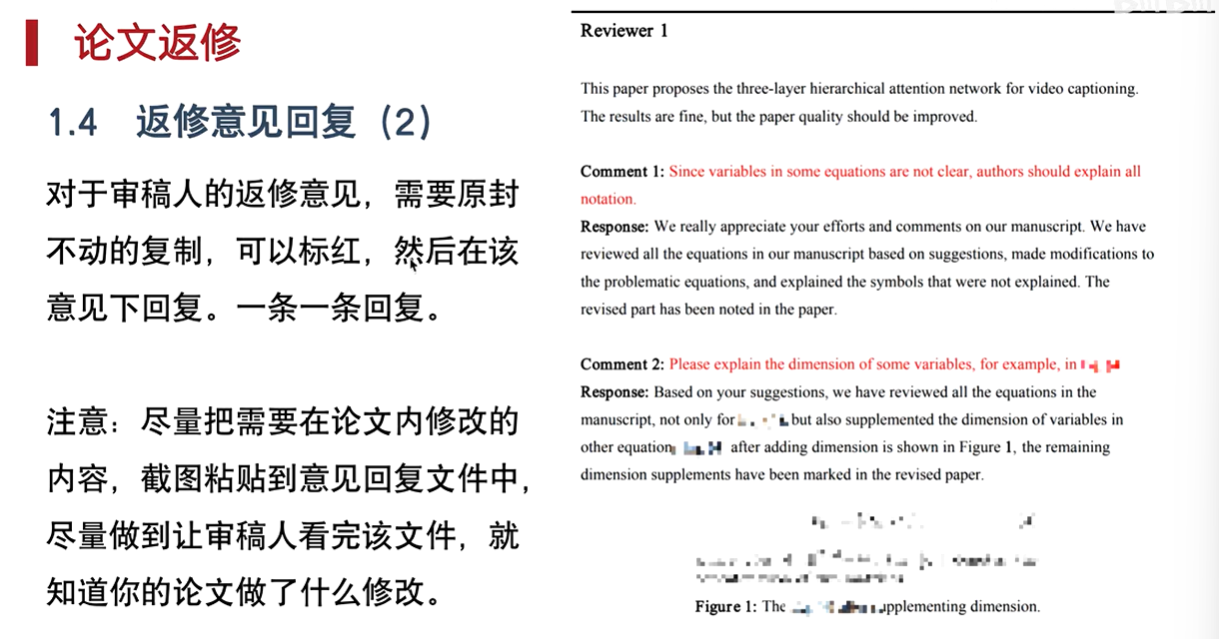 论文返修
1.4 返修意见回复（2）
对于审稿人的返修意见，需要原封
不动的复制，可以标红，然后在该
意见下回复。一条一条回复。
注意：尽量把需要在论文内修改的
内容，截图粘贴到意见回复文件中，
尽量做到让审稿人看完该文件，就
知道你的论文做了什么修改。
Reviewer 1
This paper proposes the three-layer hierarchical attention network for video captioning.
The results are fine, but the paper quality should be improved.
Comment 1: Since variables in some equations are not clear, authors should explain all
notation.
Response: We really appreciate your efforts and comments on our manuscript. We have
reviewed all the equations in our manuscript based on suggestions, made modifications to
the problematic equations, and explained the symbols that were not explained. The
revised part has been noted in the paper.
Comment 2: Please explain the dimension of some variables, for example, in
Response: Based on your suggestions, we have reviewed all the equations in the
manuscript, not only for but also supplemented the dimension of variables in
other equation after adding dimension is shown in Figure 1, the remaining
dimension supplements have been marked in the revised paper.
Figure 1: The dimension.